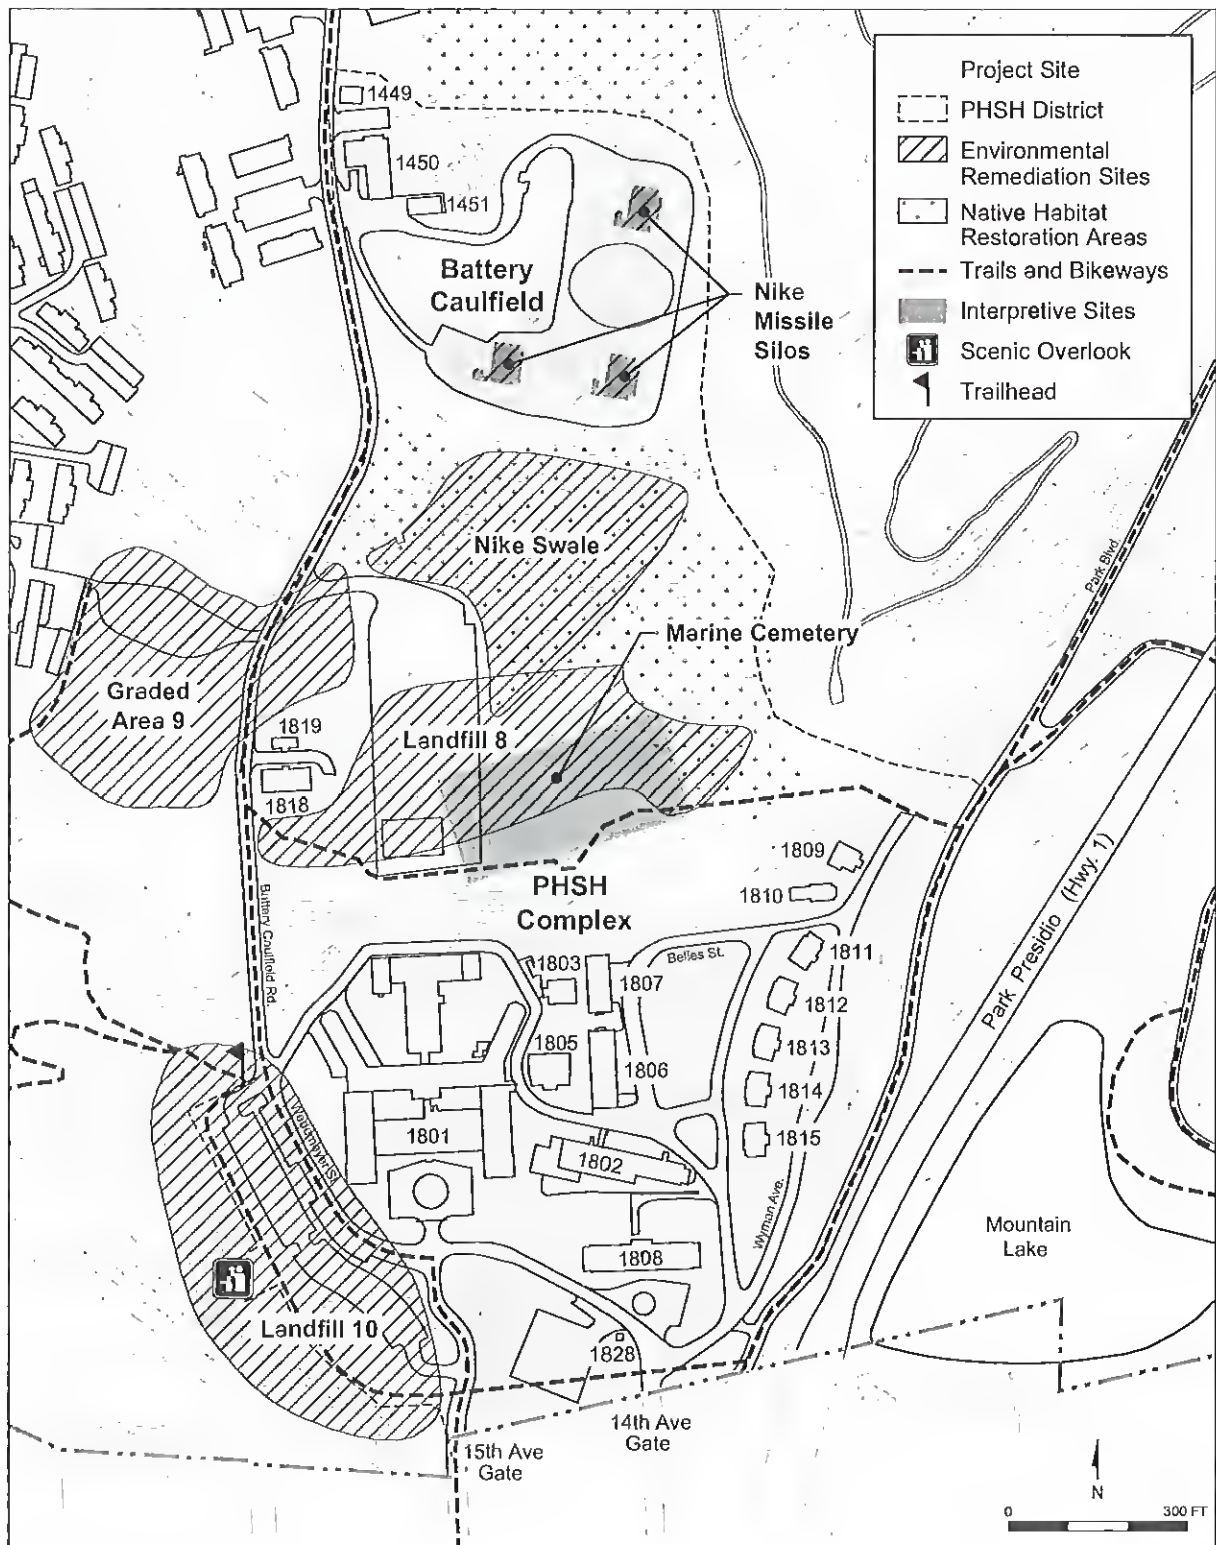 Project Site
PHSH District
Environmental
Remediation Sites
Native Habitat
Restoration Areas
Trails and Bikeways
Interpretive Sites
Scenic Overlook
Trailhead
1449
1450
1451
Battery
Caulfield
Nike
Missile
Silos
Nike Swale
Park Blvd.
Marine Cemetery
Graded
Area 9
1819
Landfill 8
1818
1809
PHSH
Complex
1810
Battery Caulfield Rd.
Park Presidio (Hwy. 1)
1803
1807
Belles St.
1811
1812
1805
1806
1813
1814
1801
1815
1802
Wyman Ave.
Mountain
Lake
1808
Landfill 10
1828
14th Ave
Gate
15th Ave
Gate
N
0
300 FT